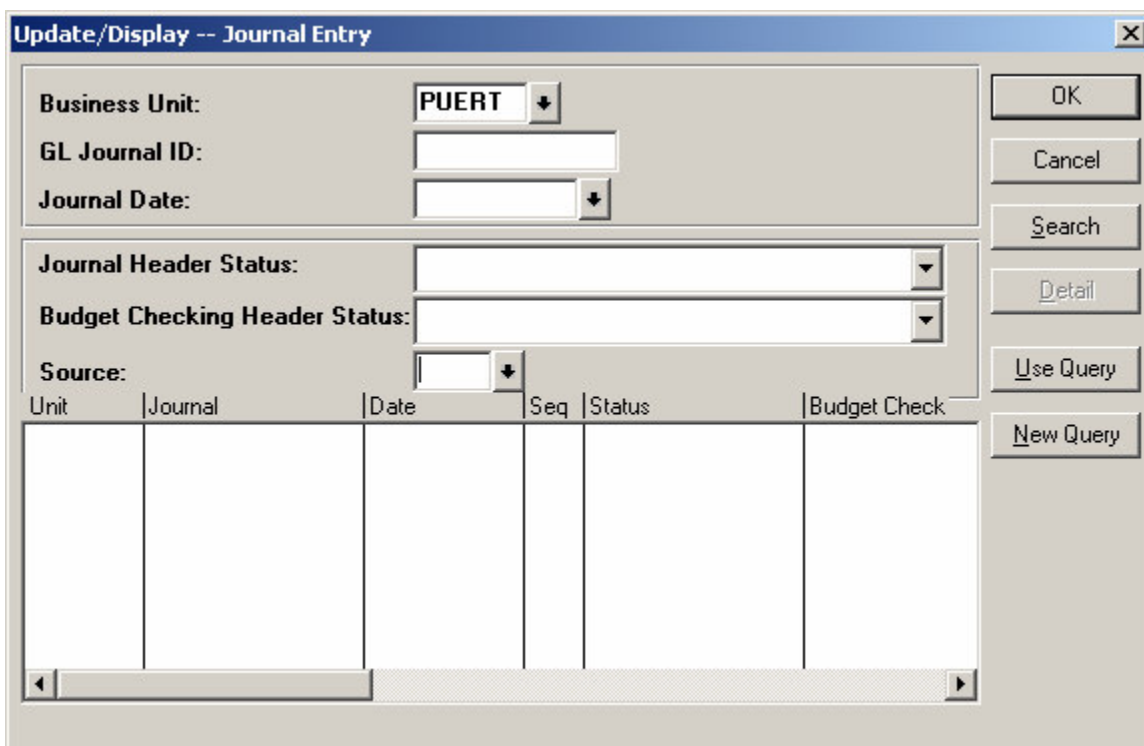 Update/Display -- Journal Entry
Business Unit: PUERT
OK
GL Journal ID:
Cancel
Journal Date:
Search
Journal Header Status:
Detail
Budget Checking Header Status:
Source:
Use Query
Unit Journal Date Seq Status Budget Check
New Query